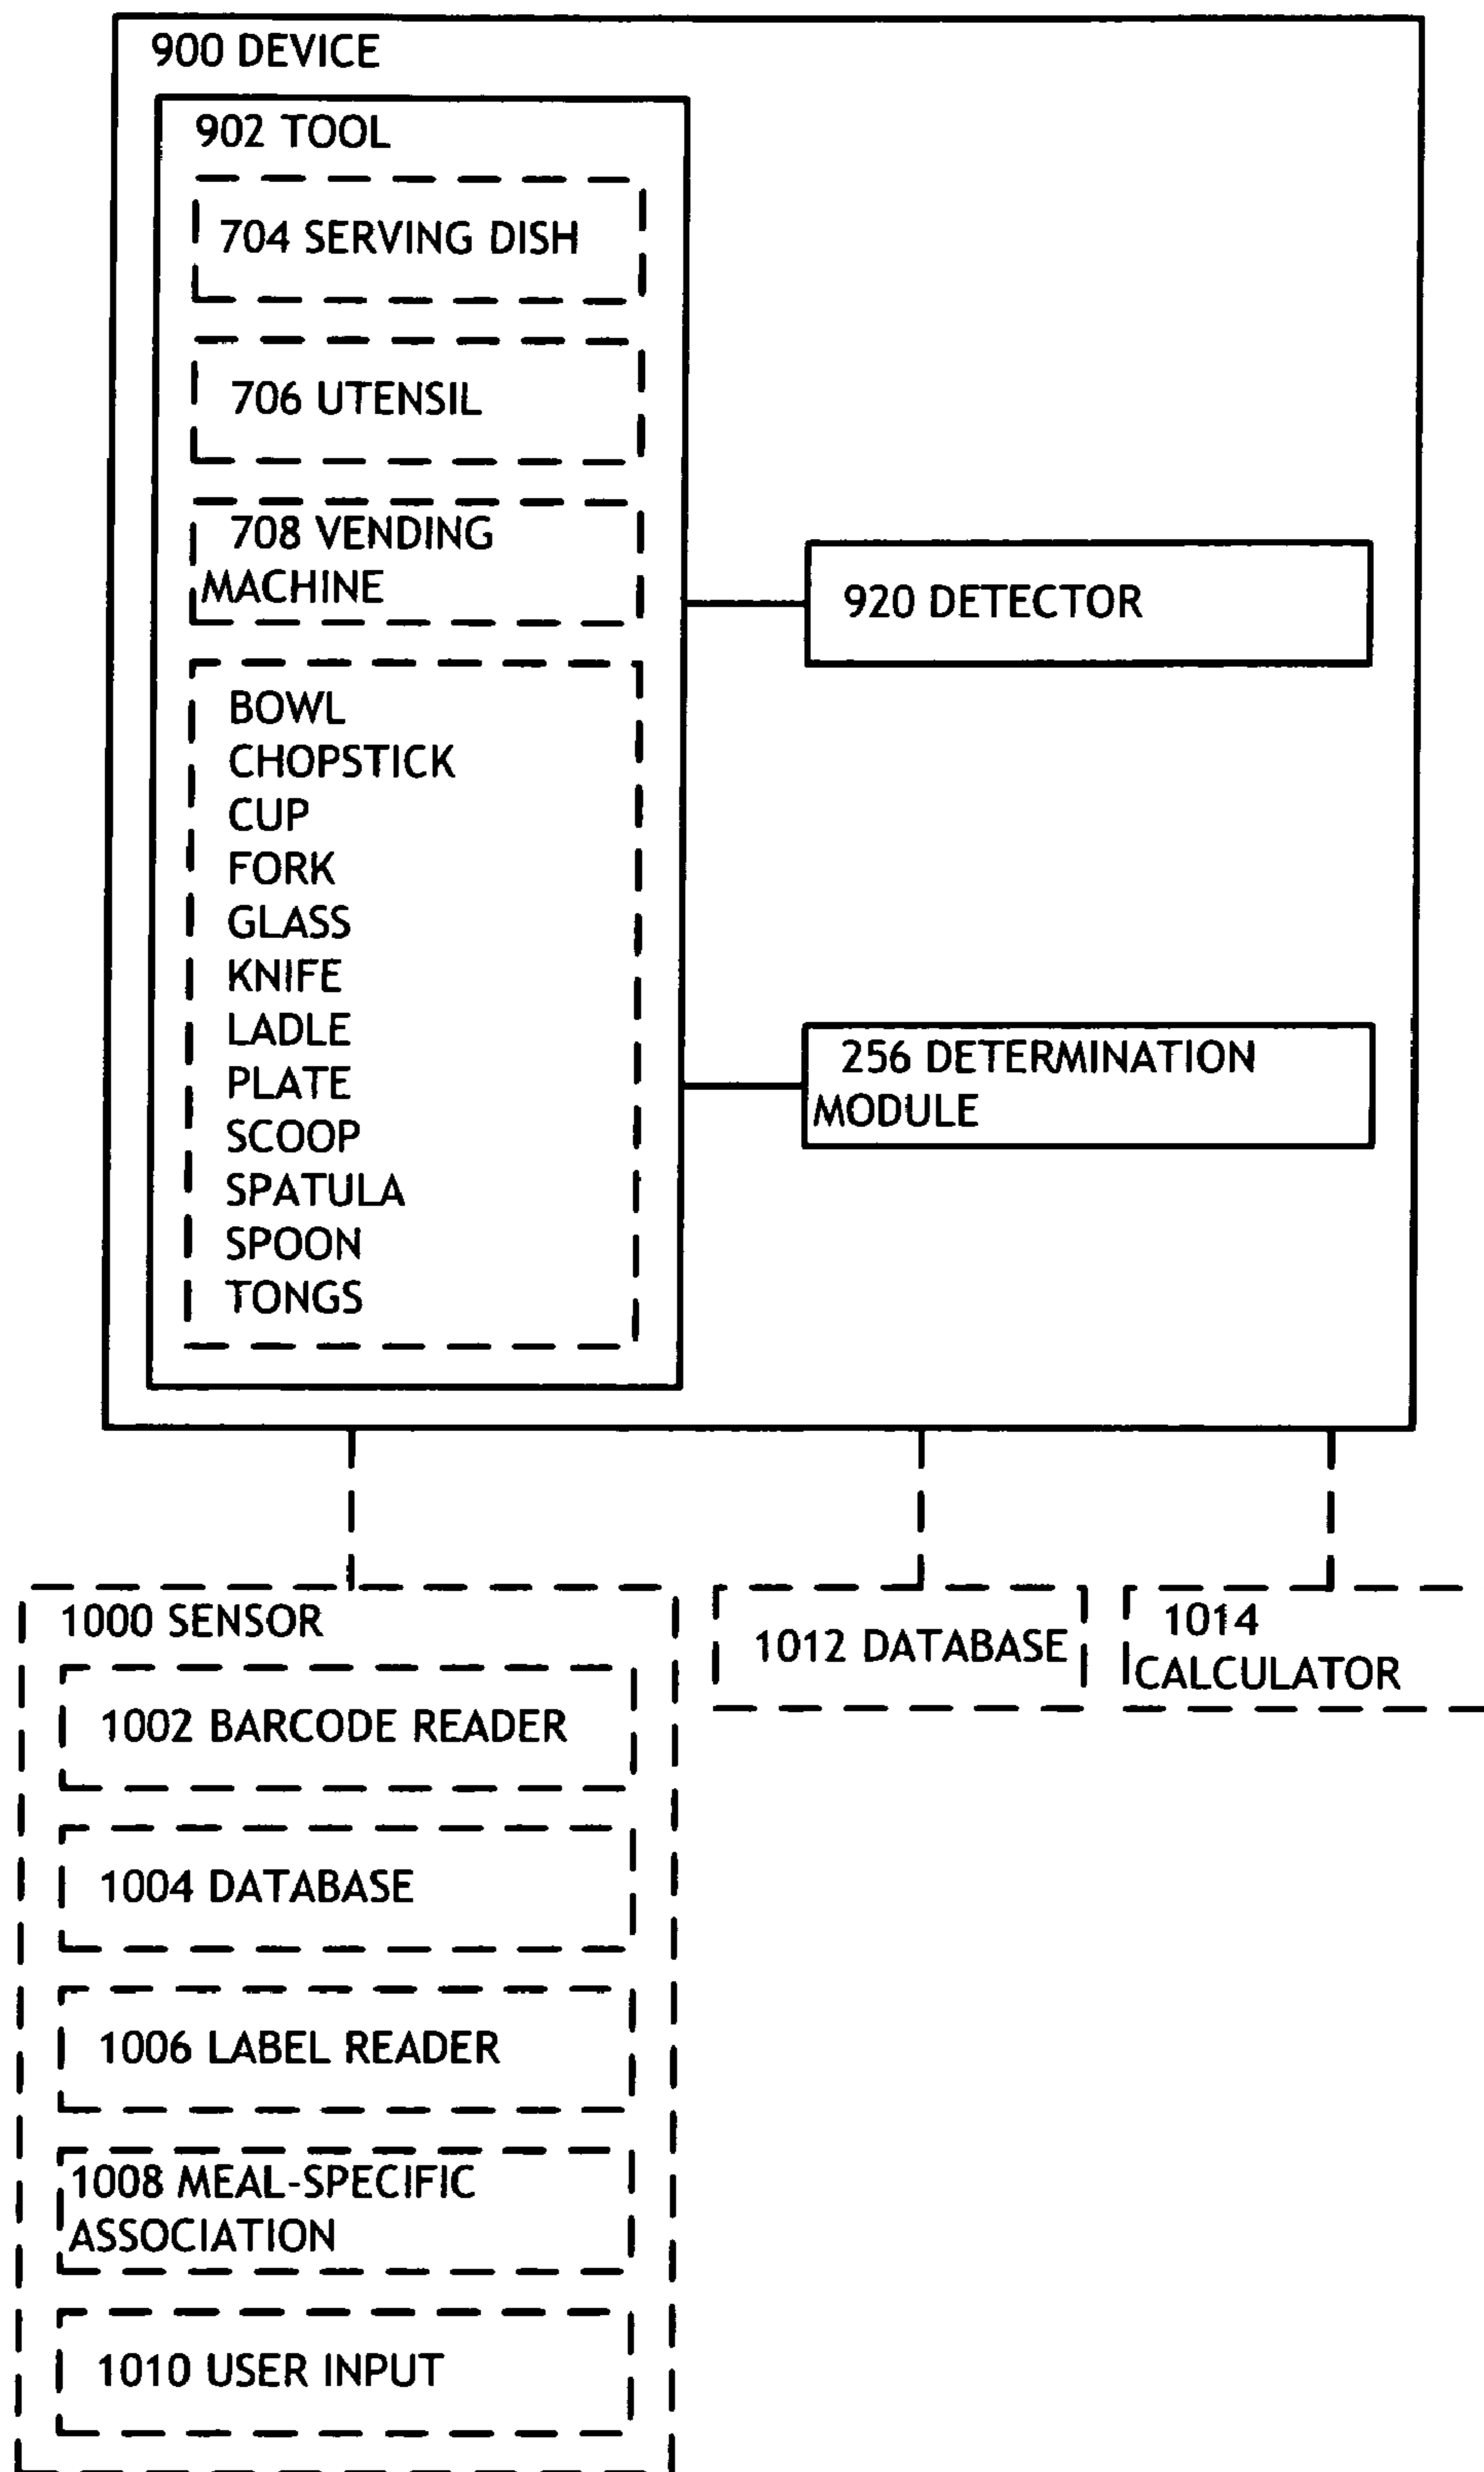 900 DEVICE
902 TOOL
704 SERVING DISH
706 UTENSIL
708 VENDING
MACHINE
BOWL
CHOPSTICK
CUP
FORK
GLASS
KNIFE
LADLE
PLATE
SCOOP
SPATULA
SPOON
TONGS
920 DETECTOR
256 DETERMINATION
MODULE
1000 SENSOR
1002 BARCODE READER
1004 DATABASE
1006 LABEL READER
1008 MEAL-SPECIFIC
ASSOCIATION
1010 USER INPUT
1012 DATABASE
1014
CALCULATOR